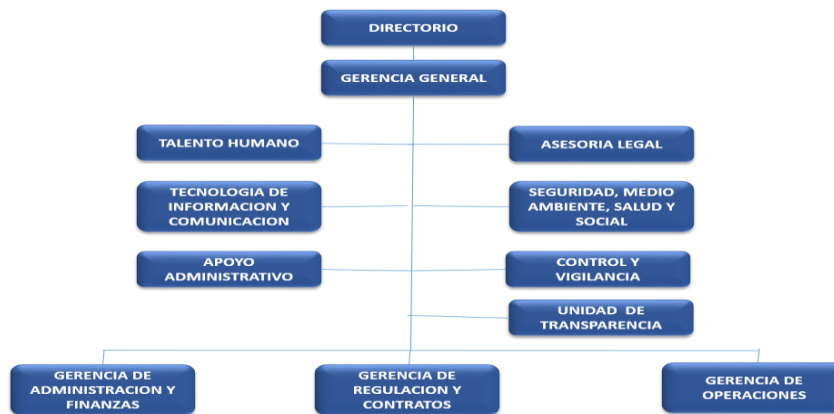 DIRECTORIO
GERENCIA GENERAL
TALENTO HUMANO
ASESORIA LEGAL
TECNOLOGIA DE
INFORMACION Y
COMUNICACION
SEGURIDAD, MEDIO
AMBIENTE, SALUD Y
SOCIAL
APOYO
ADMINISTRATIVO
CONTROL Y
VIGILANCIA
UNIDAD DE
TRANSPARENCIA
GERENCIA DE
ADMINISTRACION Y
FINANZAS
GERENCIA DE
REGULACION Y
CONTRATOS
GERENCIA DE
OPERACIONES